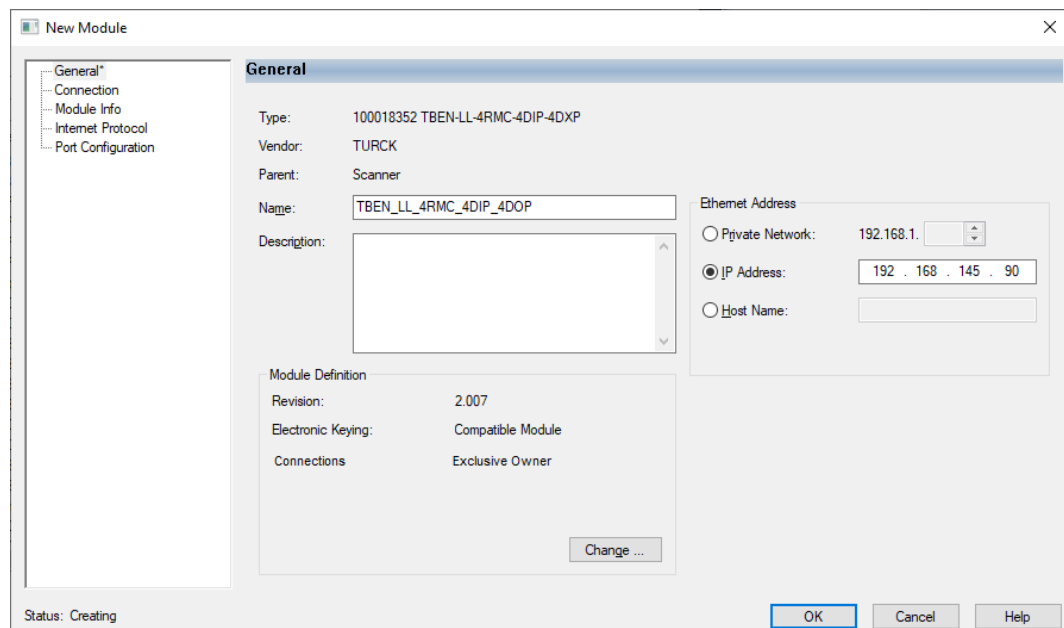 New Module
General*
Connection
Module Info
Internet Protocol
Port Configuration
General
Type: 100018352 TBEN-LL-4RMC-4DIP-4DXP
Vendor: TURCK
Parent: Scanner
Name: TBEN_LL_4RMC_4DIP_4DOP
Description:
Ethernet Address
Private Network: 192.168.1.
IP Address: 192 . 168 . 145 . 90
Host Name:
Module Definition
Revision: 2.007
Electronic Keying: Compatible Module
Connections Exclusive Owner
Change ...
Status: Creating
OK Cancel Help